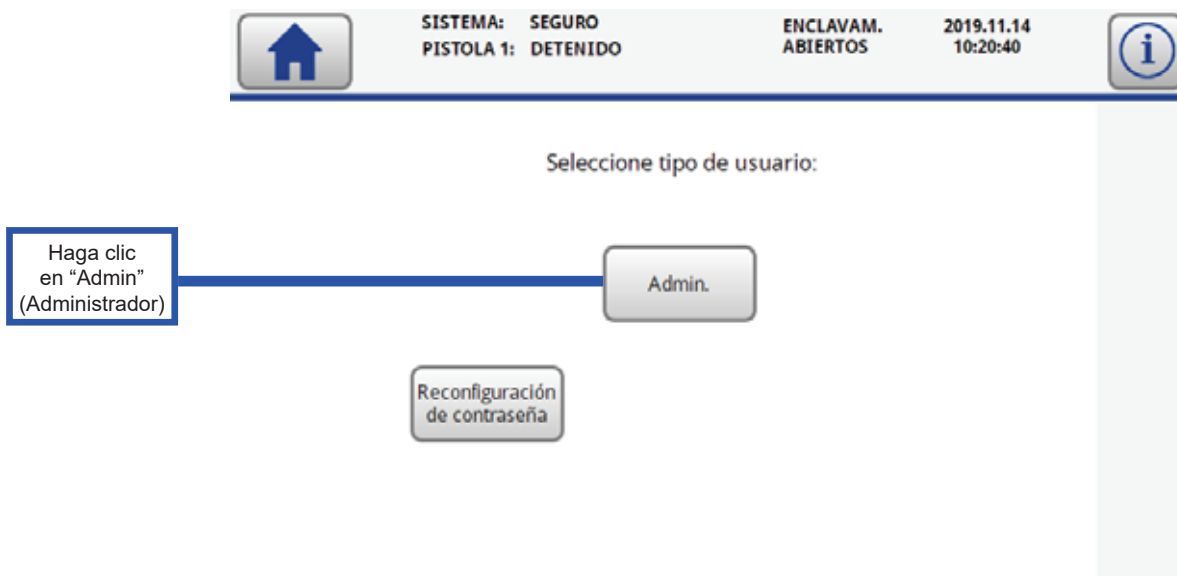 SISTEMA: SEGURO
PISTOLA 1: DETENIDO
ENCLAVAM.
ABIERTOS
2019.11.14
10:20:40
i
Seleccione tipo de usuario:
Haga clic
en “Admin”
(Administrador)
Admin.
Reconfiguración
de contraseña